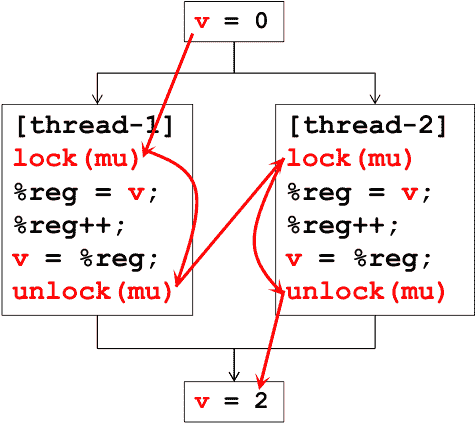 v = 0
[thread-1]
lock(mu)
%reg = v;
%reg++;
v = %reg;
unlock(mu)
[thread-2]
lock(mu)
%reg = v;
%reg++;
v = %reg;
unlock(mu)
v = 2